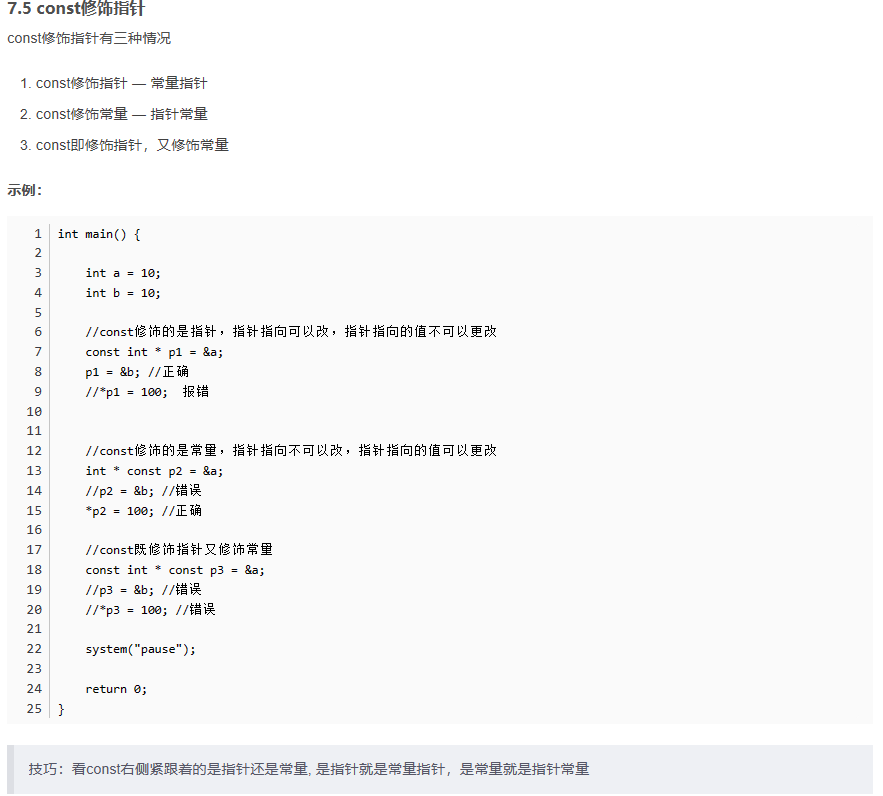 7.5 const修饰指针
const修饰指针有三种情况
1. const修饰指针 — 常量指针
2. const修饰常量 — 指针常量
3. const即修饰指针，又修饰常量
示例：
1 int main() {
2
3 int a = 10;
4 int b = 10;
5
6 //const修饰的是指针，指针指向可以改，指针指向的值不可以更改
7 const int * p1 = &a;
8 p1 = &b; //正确
9 //*p1 = 100;  报错
10
11
12 //const修饰的是常量，指针指向不可以改，指针指向的值可以更改
13 int * const p2 = &a;
14 //p2 = &b; //错误
15 *p2 = 100; //正确
16
17 //const既修饰指针又修饰常量
18 const int * const p3 = &a;
19 //p3 = &b; //错误
20 //*p3 = 100; //错误
21
22 system("pause");
23
24 return 0;
25 }
技巧：看const右侧紧跟着的是指针还是常量, 是指针就是常量指针，是常量就是指针常量